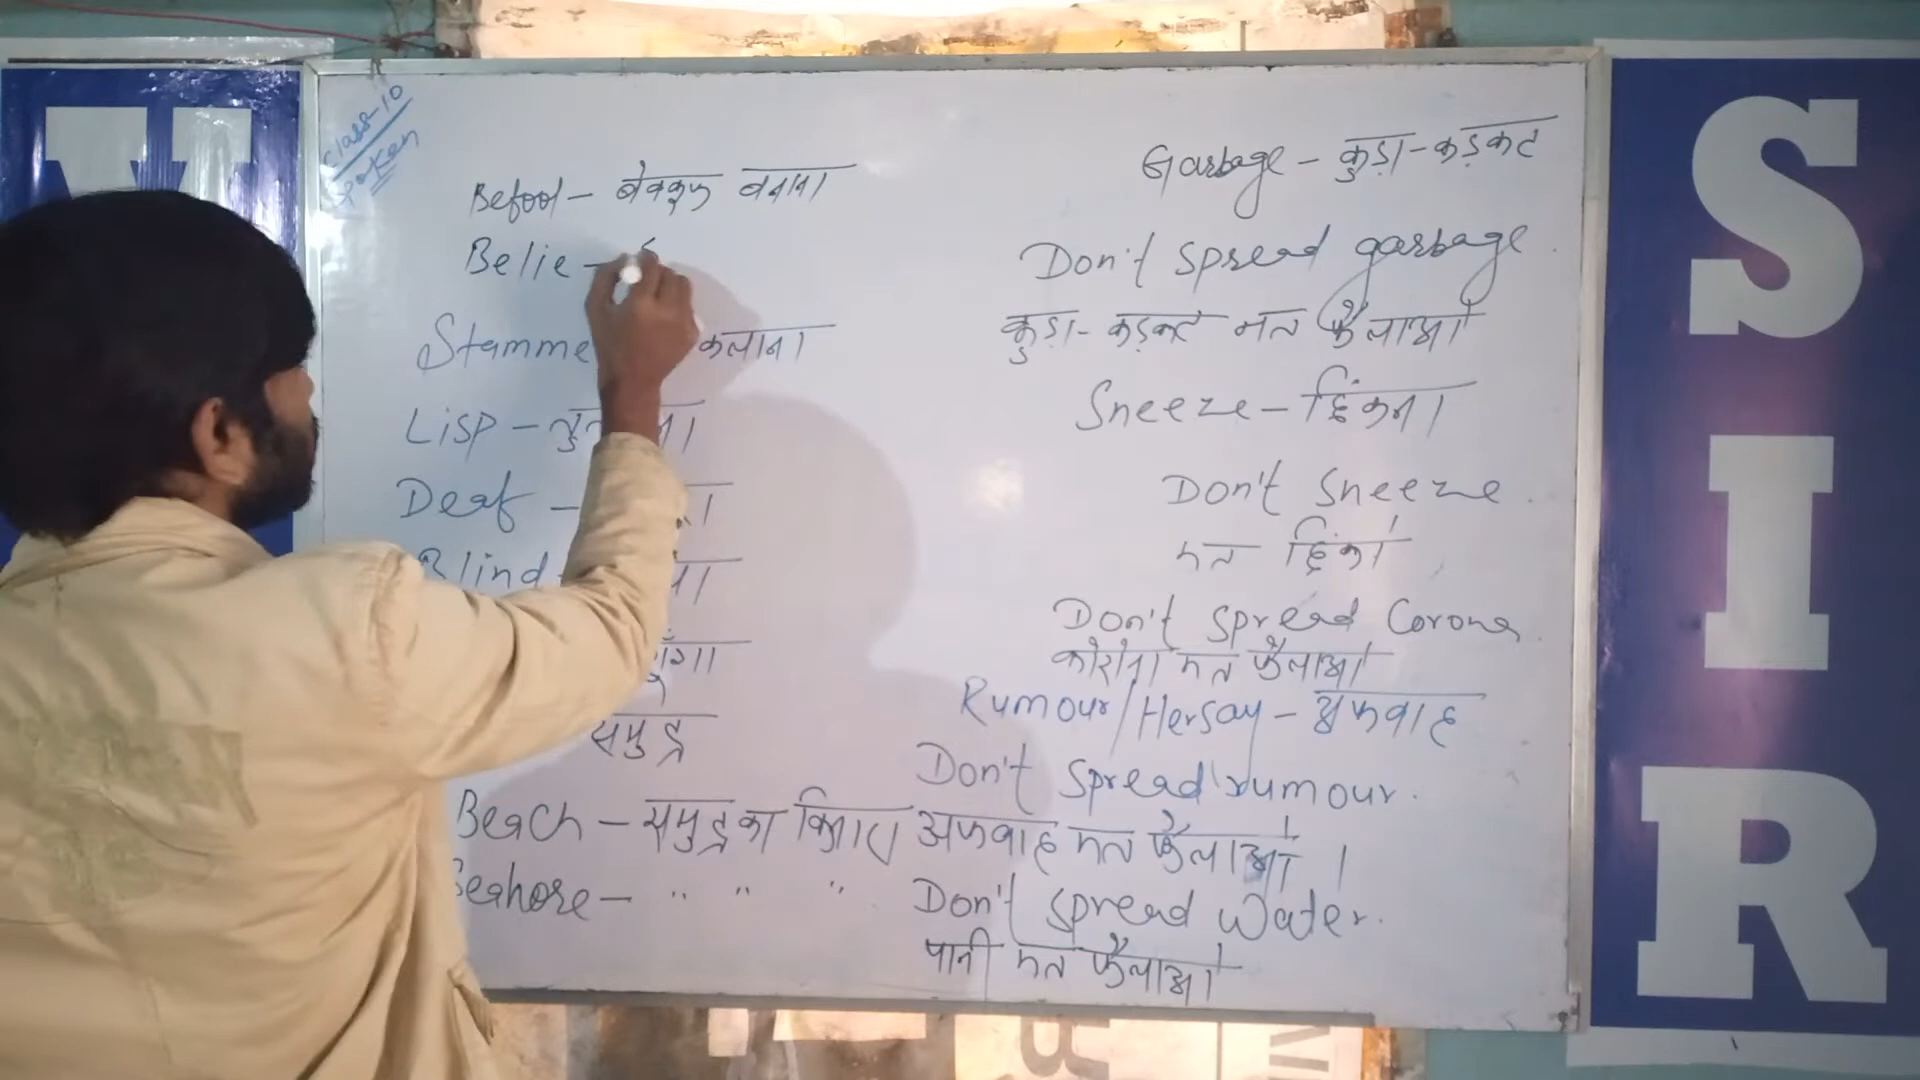 Class-10
Spoken
Befool - बेवकूफ बनाना
Belie -
Stamme कलाना
Lisp -
Deaf -
Blind -
समुद्र
Beach - समुद्र का किनारा
Seahore - " " "
Garbage - कुड़ा-कड़कट
Don't spread garbage.
कुड़ा-कड़कट मत फैलाओ
Sneeze - छिंकना
Don't Sneeze.
मत छिंको
Don't spread Corona.
कोरोना मत फैलाओ
Rumour/Hersay - अफवाह
Don't spread rumour.
अफवाह मत फैलाओ ।
Don't spread water.
पानी मत फैलाओ
SIR